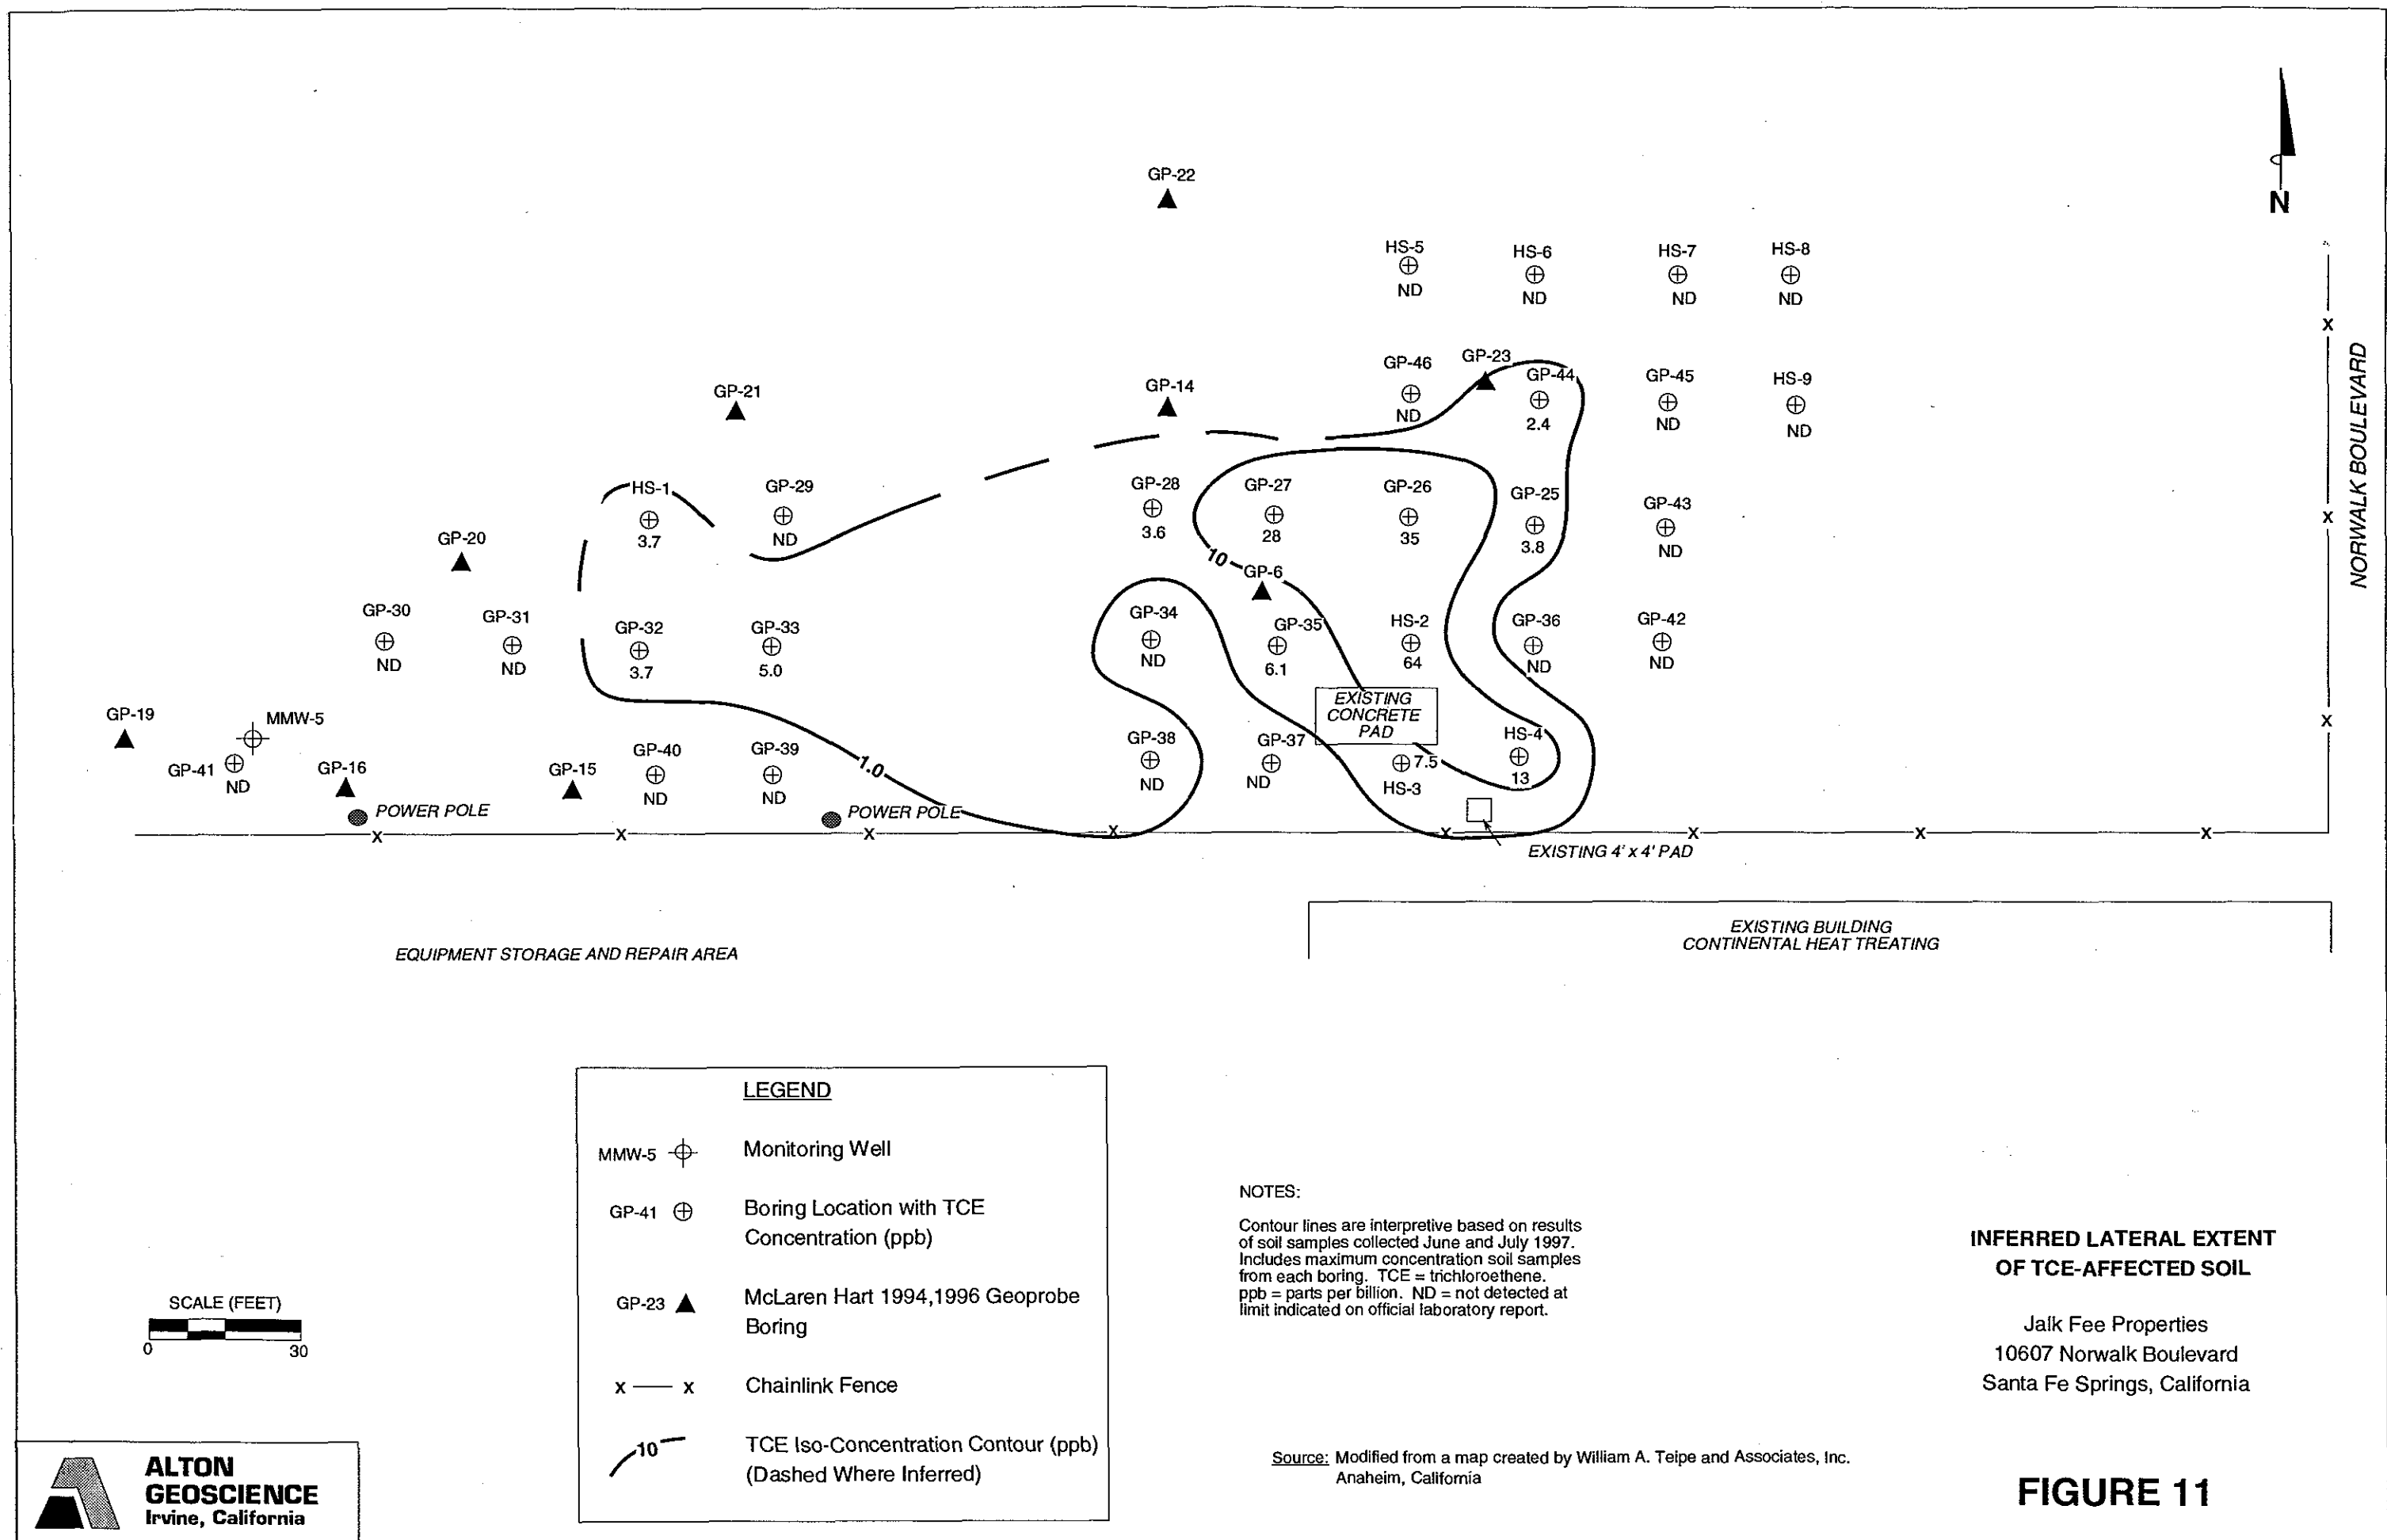 GP-22
N
HS-5
ND
HS-6
ND
HS-7
ND
HS-8
ND
NORWALK BOULEVARD
GP-21
GP-14
GP-46
ND
GP-23
GP-44
2.4
GP-45
ND
HS-9
ND
HS-1
3.7
GP-29
ND
GP-28
3.6
GP-27
28
GP-26
35
GP-25
3.8
GP-43
ND
10
GP-6
GP-20
GP-30
ND
GP-31
ND
GP-32
3.7
GP-33
5.0
GP-34
ND
GP-35
6.1
HS-2
64
GP-36
ND
GP-42
ND
EXISTING
CONCRETE
PAD
GP-19
MMW-5
GP-41
ND
GP-16
GP-15
GP-40
ND
GP-39
ND
1.0
GP-38
ND
GP-37
ND
7.5
HS-3
HS-4
13
POWER POLE
POWER POLE
X
X
X
X
X
X
X
X
X
X
X
EXISTING 4' x 4' PAD
EQUIPMENT STORAGE AND REPAIR AREA
EXISTING BUILDING
CONTINENTAL HEAT TREATING
LEGEND
MMW-5 Monitoring Well
GP-41 Boring Location with TCE
Concentration (ppb)
GP-23 McLaren Hart 1994,1996 Geoprobe
Boring
X X Chainlink Fence
10 TCE Iso-Concentration Contour (ppb)
(Dashed Where Inferred)
SCALE (FEET)
0 30
NOTES:
Contour lines are interpretive based on results
of soil samples collected June and July 1997.
Includes maximum concentration soil samples
from each boring. TCE = trichloroethene.
ppb = parts per billion. ND = not detected at
limit indicated on official laboratory report.
INFERRED LATERAL EXTENT
OF TCE-AFFECTED SOIL
Jalk Fee Properties
10607 Norwalk Boulevard
Santa Fe Springs, California
Source: Modified from a map created by William A. Teipe and Associates, Inc.
Anaheim, California
FIGURE 11
ALTON
GEOSCIENCE
Irvine, California